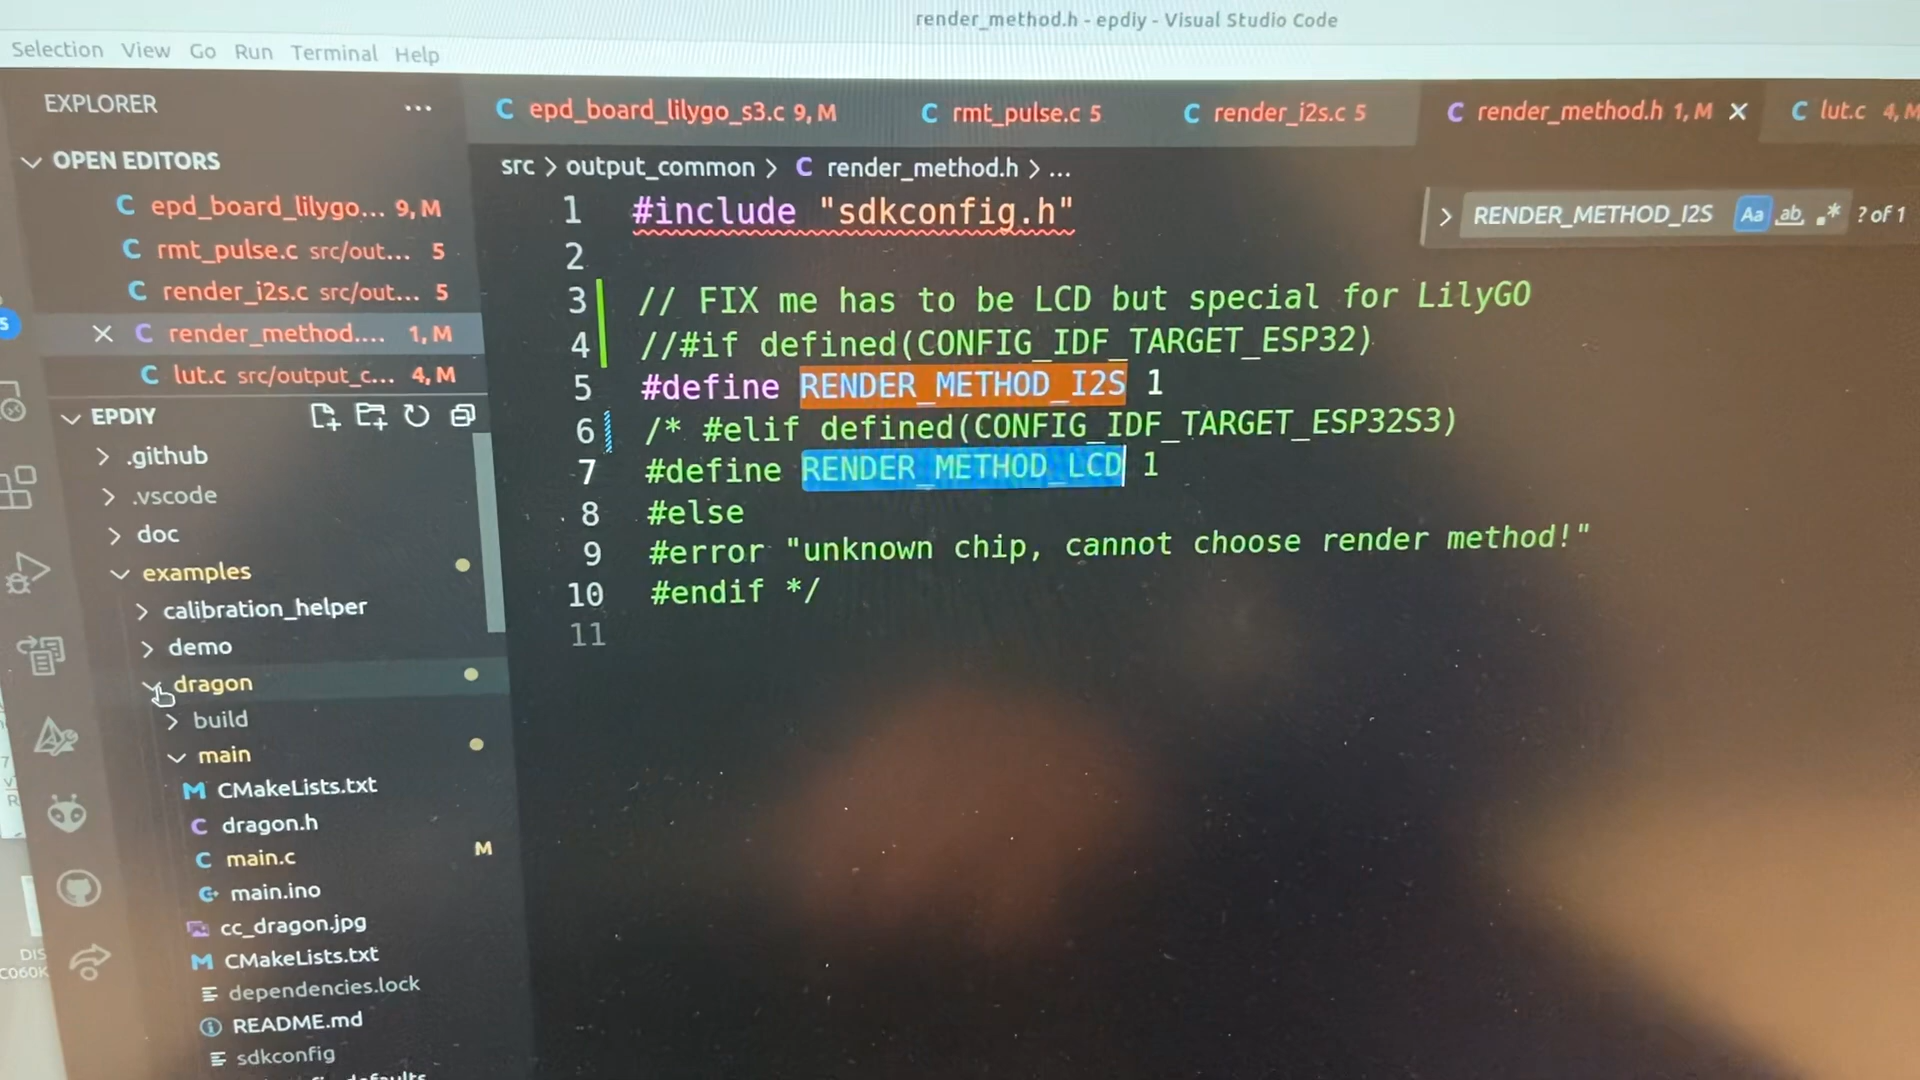 render_method.h - epdiy - Visual Studio Code
Selection View Go Run Terminal Help
EXPLORER ...
epd_board_lilygo_s3.c 9, M
rmt_pulse.c 5
render_i2s.c 5
render_method.h 1, M
lut.c 4, M
OPEN EDITORS
epd_board_lilygo... 9, M
rmt_pulse.c src/out... 5
render_i2s.c src/out... 5
render_method.... 1, M
lut.c src/output_c... 4, M
EPDIY
.github
.vscode
doc
examples
calibration_helper
demo
dragon
build
main
CMakeLists.txt
dragon.h
main.c M
main.ino
cc_dragon.jpg
CMakeLists.txt
dependencies.lock
README.md
sdkconfig
src > output_common > C render_method.h > ...
RENDER_METHOD_I2S Aa ab .* ? of 1
1 #include "sdkconfig.h"
2
3 // FIX me has to be LCD but special for LilyGO
4 //#if defined(CONFIG_IDF_TARGET_ESP32)
5 #define RENDER_METHOD_I2S 1
6 /* #elif defined(CONFIG_IDF_TARGET_ESP32S3)
7 #define RENDER_METHOD_LCD 1
8 #else
9 #error "unknown chip, cannot choose render method!"
10 #endif */
11